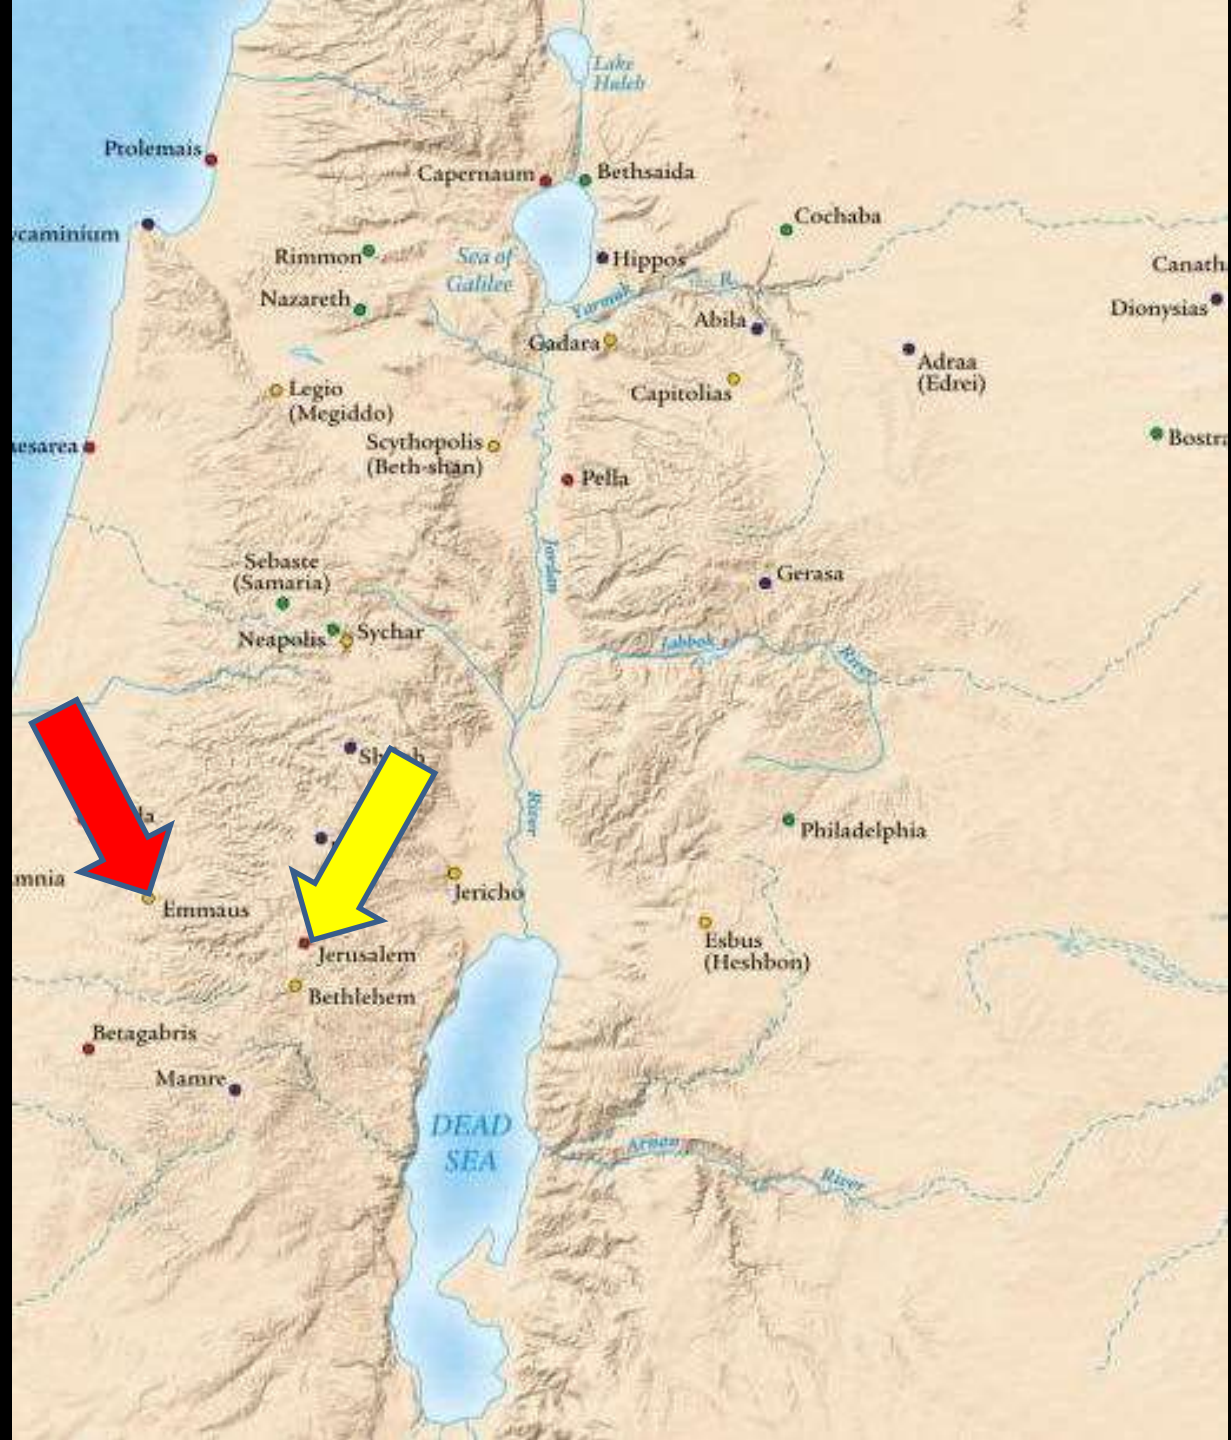 Lake
Huleh
Ptolemais
Capernaum
Bethsaida
Cochaba
caminium
Rimmon
Sea of
Galilee
Hippos
Canath
Nazareth
Yarmuk R.
Dionysias
Abila
Gadara
Adraa
(Edrei)
Capitolias
Legio
(Megiddo)
Scythopolis
(Beth-shan)
esarea
Bostra
Pella
Jordan
Sebaste
(Samaria)
Gerasa
Neapolis
Sychar
Jabbok
River
River
Philadelphia
mnia
Jericho
Emmaus
Esbus
(Heshbon)
Jerusalem
Bethlehem
Betagabris
Mamre
DEAD
SEA
Arnon
River